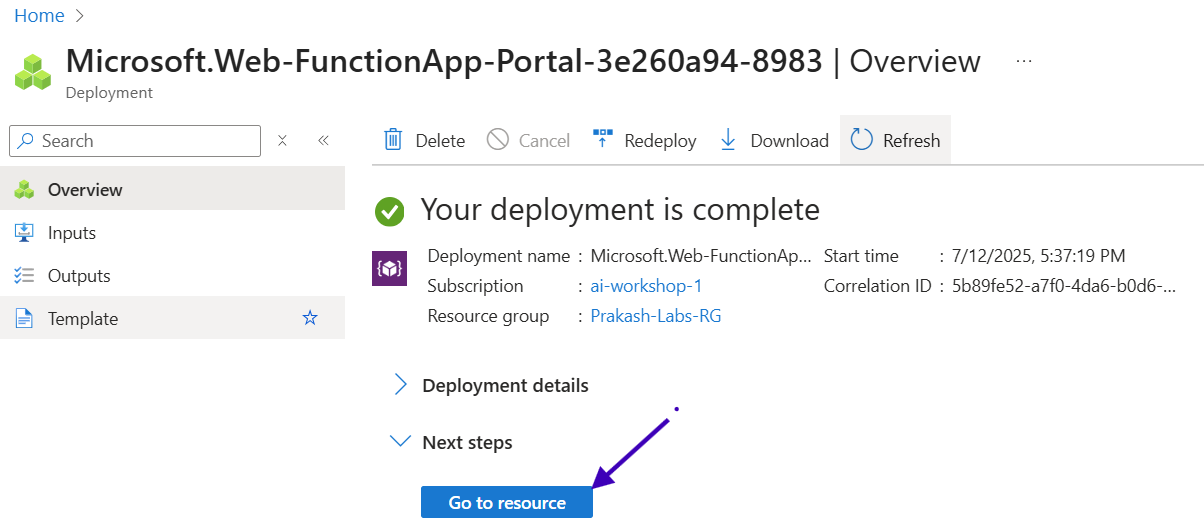 Home
Microsoft.Web-FunctionApp-Portal-3e260a94-8983 | Overview ...
Deployment
Search
Delete Cancel Redeploy Download Refresh
Overview
Inputs
Outputs
Template
Your deployment is complete
Deployment name : Microsoft.Web-FunctionAp... Start time : 7/12/2025, 5:37:19 PM
Subscription : ai-workshop-1 Correlation ID : 5b89fe52-a7f0-4da6-b0d6-...
Resource group : Prakash-Labs-RG
Deployment details
Next steps
Go to resource